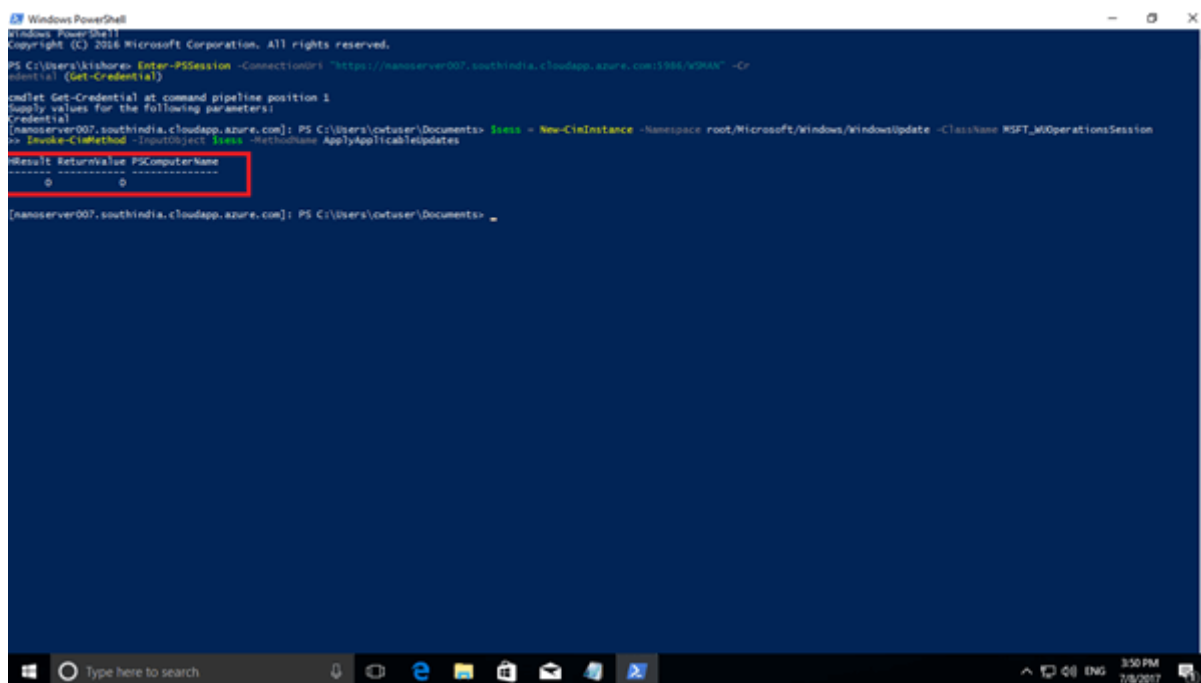 Windows PowerShell
Windows PowerShell
Copyright (C) 2016 Microsoft Corporation. All rights reserved.
PS C:\Users\kishore> Enter-PSSession -ConnectionUri "https://nanoserver007.southindia.cloudapp.azure.com:5986/WSMAN" -Cr
edential (Get-Credential)
cmdlet Get-Credential at command pipeline position 1
Supply values for the following parameters:
Credential
[nanoserver007.southindia.cloudapp.azure.com]: PS C:\Users\cwtuser\Documents> $sess = New-CimInstance -Namespace root/Microsoft/Windows/WindowsUpdate -ClassName MSFT_WUOperationsSession
>> Invoke-CimMethod -InputObject $sess -MethodName ApplyApplicableUpdates
HResult ReturnValue PSComputerName
------- ----------- --------------
0 0
[nanoserver007.southindia.cloudapp.azure.com]: PS C:\Users\cwtuser\Documents> _
Type here to search
ENG
3:50 PM
7/8/2017